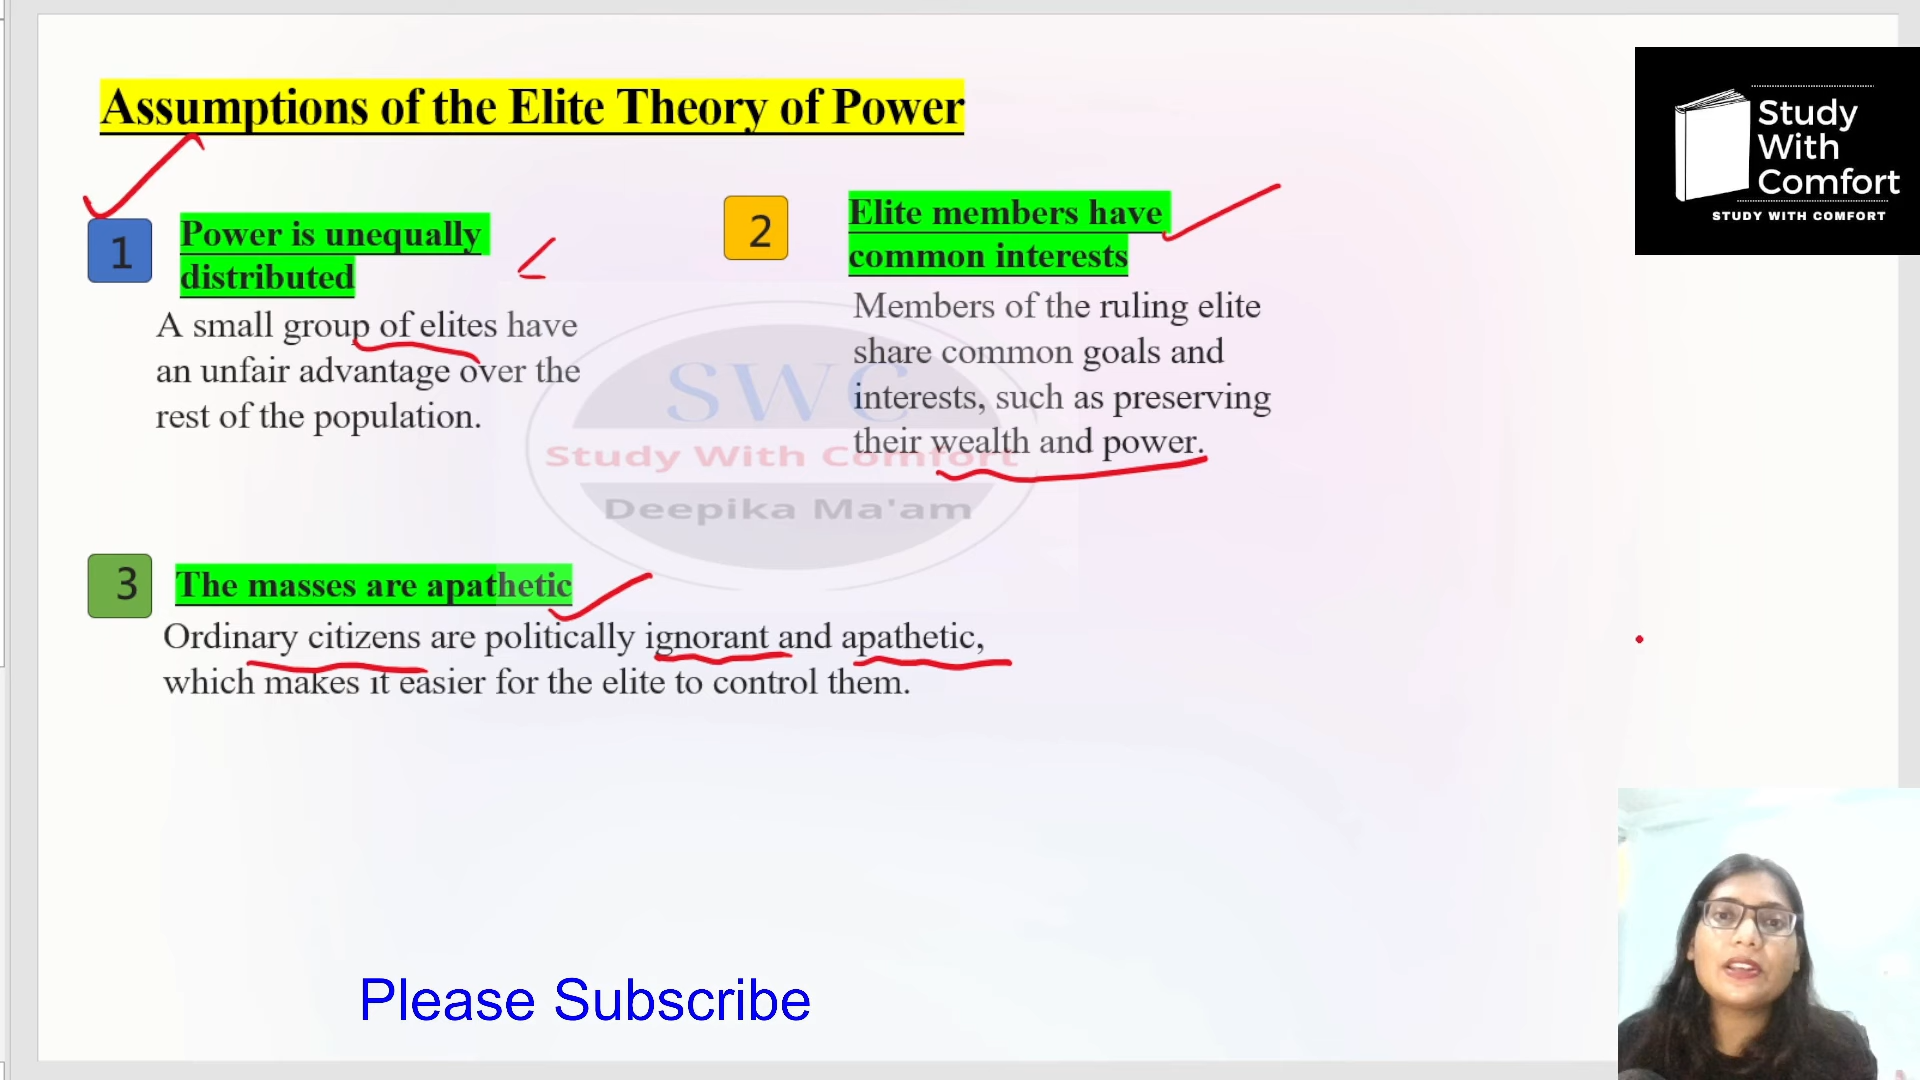 Assumptions of the Elite Theory of Power
Study
With
Comfort
STUDY WITH COMFORT
1
Power is unequally
distributed
A small group of elites have
an unfair advantage over the
rest of the population.
2
Elite members have
common interests
Members of the ruling elite
share common goals and
interests, such as preserving
their wealth and power.
SWC
Study With Comfort
Deepika Ma'am
3
The masses are apathetic
Ordinary citizens are politically ignorant and apathetic,
which makes it easier for the elite to control them.
Please Subscribe